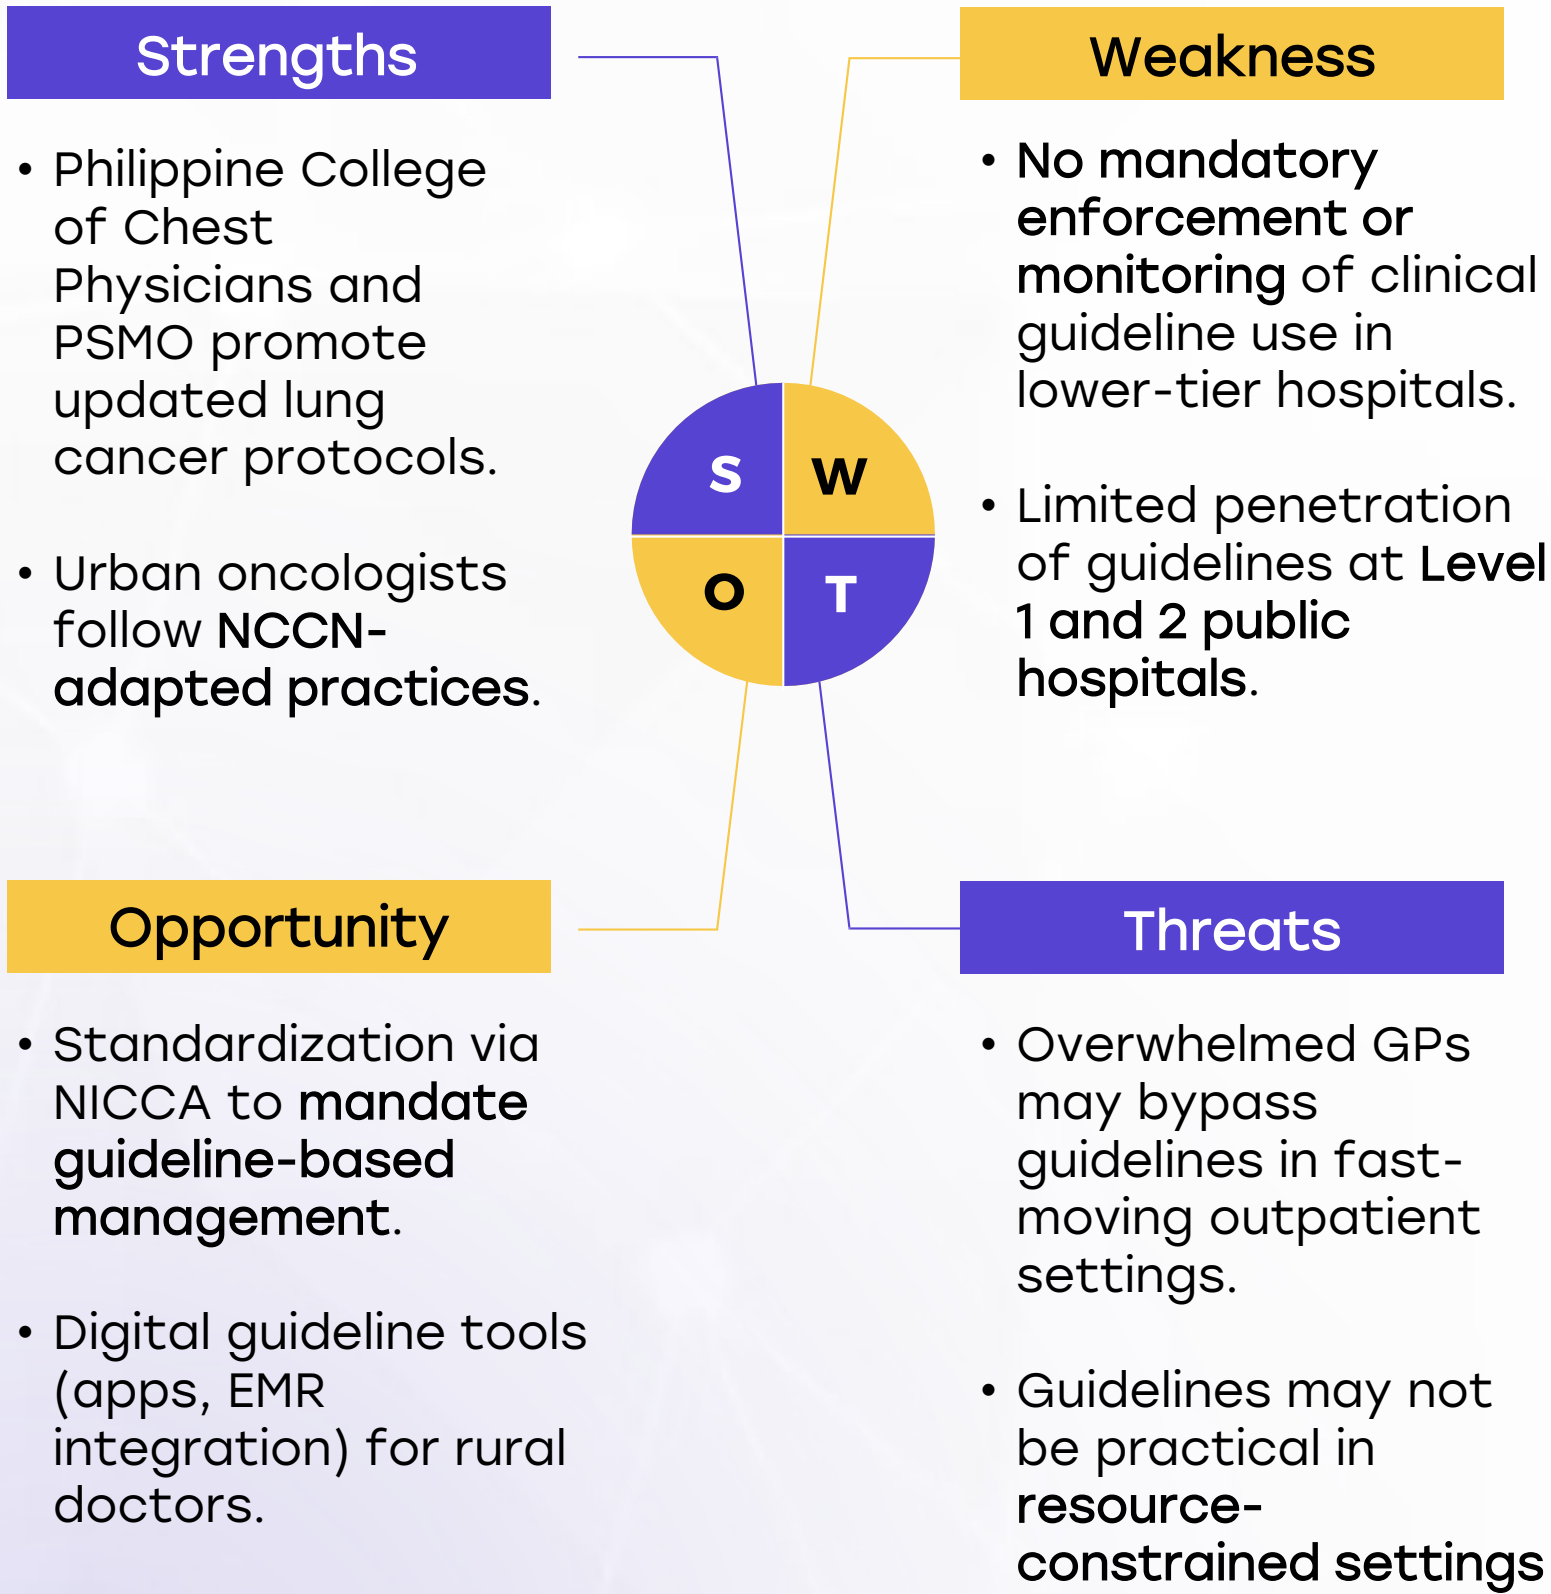 Strengths
• Philippine College
of Chest
Physicians and
PSMO promote
updated lung
cancer protocols.
• Urban oncologists
follow NCCN-
adapted practices.
Weakness
• No mandatory
enforcement or
monitoring of clinical
guideline use in
lower-tier hospitals.
• Limited penetration
of guidelines at Level
1 and 2 public
hospitals.
S W
O T
Opportunity
• Standardization via
NICCA to mandate
guideline-based
management.
• Digital guideline tools
(apps, EMR
integration) for rural
doctors.
Threats
• Overwhelmed GPs
may bypass
guidelines in fast-
moving outpatient
settings.
• Guidelines may not
be practical in
resource-
constrained settings